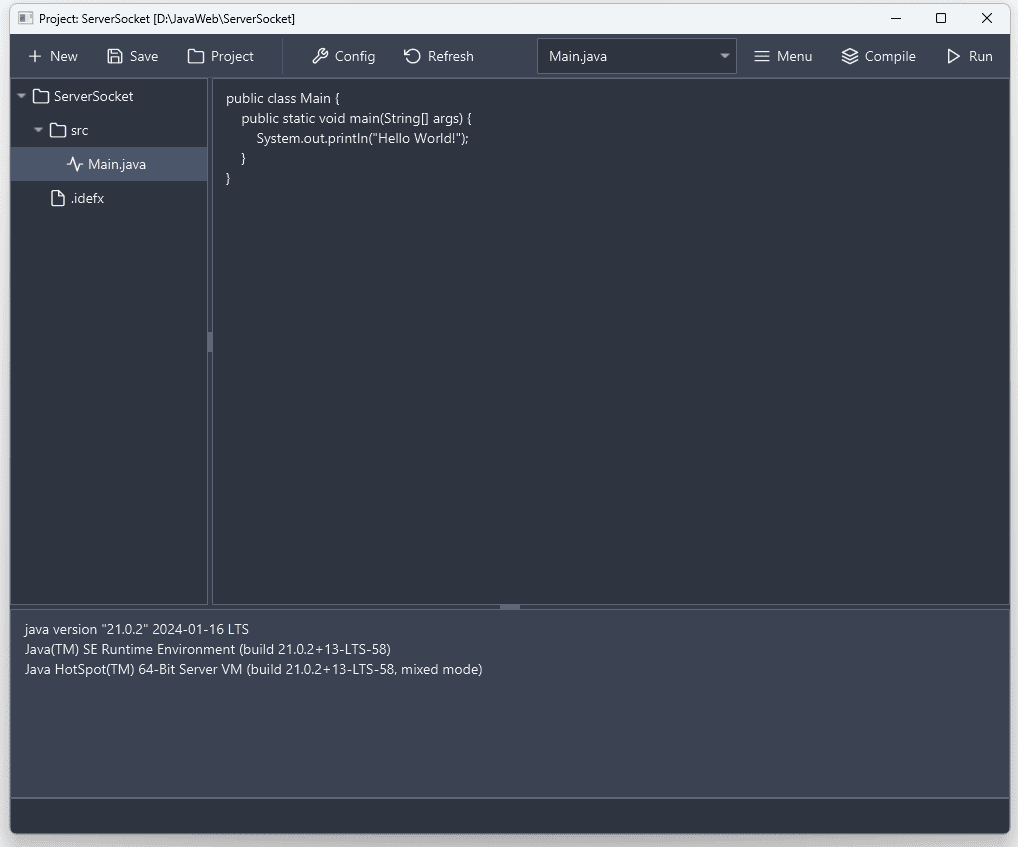 Project: ServerSocket [D:\JavaWeb\ServerSocket]
New Save Project Config Refresh Main.java Menu Compile Run
ServerSocket
src
Main.java
.idefx
public class Main {
    public static void main(String[] args) {
        System.out.println("Hello World!");
    }
}
java version "21.0.2" 2024-01-16 LTS
Java(TM) SE Runtime Environment (build 21.0.2+13-LTS-58)
Java HotSpot(TM) 64-Bit Server VM (build 21.0.2+13-LTS-58, mixed mode)